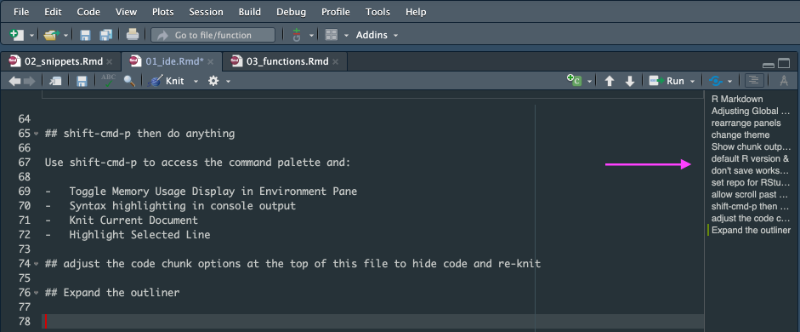 File Edit Code View Plots Session Build Debug Profile Tools Help
Go to file/function Addins
02_snippets.Rmd 01_ide.Rmd* 03_functions.Rmd
ABC Knit Run
64
65 ## shift-cmd-p then do anything
66
67 Use shift-cmd-p to access the command palette and:
68
69 - Toggle Memory Usage Display in Environment Pane
70 - Syntax highlighting in console output
71 - Knit Current Document
72 - Highlight Selected Line
73
74 ## adjust the code chunk options at the top of this file to hide code and re-knit
75
76 ## Expand the outliner
77
78
R Markdown
Adjusting Global ...
rearrange panels
change theme
Show chunk outp...
default R version &
don't save works...
set repo for RStu...
allow scroll past ...
shift-cmd-p then ...
adjust the code c...
Expand the outliner